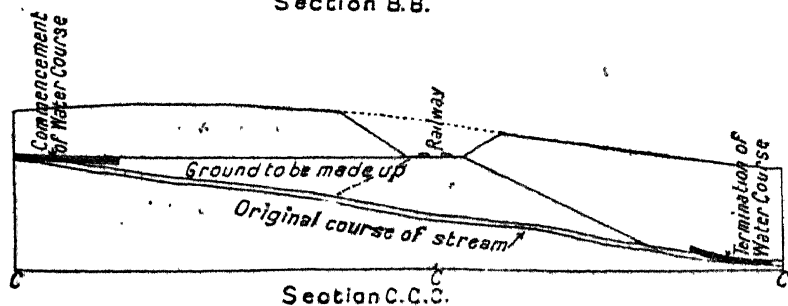 Section B.B.
Commencement
of Water Course
Railway
Ground to be made up
Original course of stream
Termination of
Water Course
C
C
C
Section C.C.C.